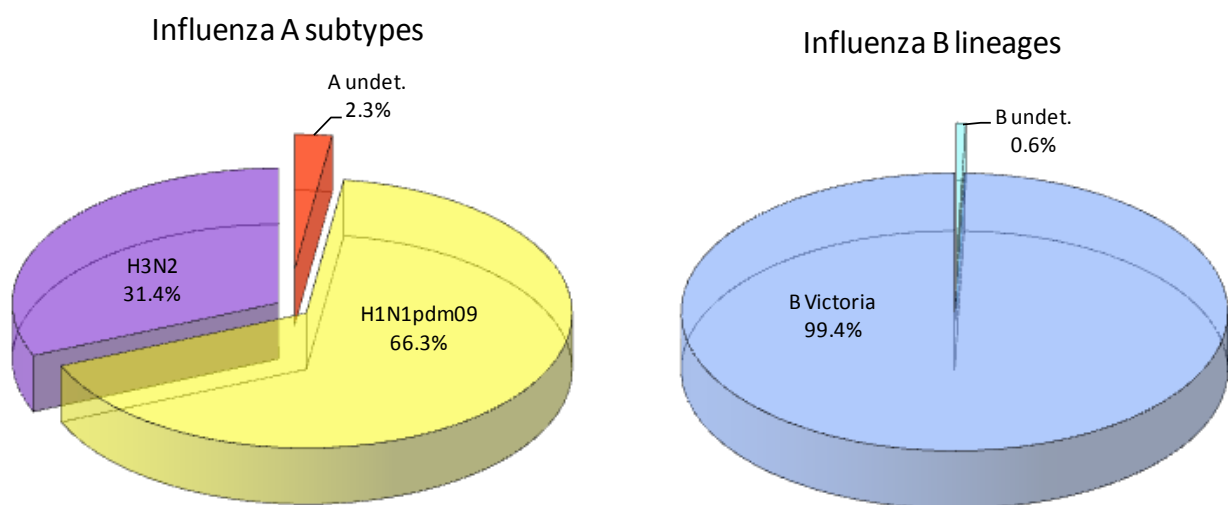 Influenza A subtypes
A undet.
2.3%
H3N2
31.4%
H1N1pdm09
66.3%
Influenza B lineages
B undet.
0.6%
B Victoria
99.4%